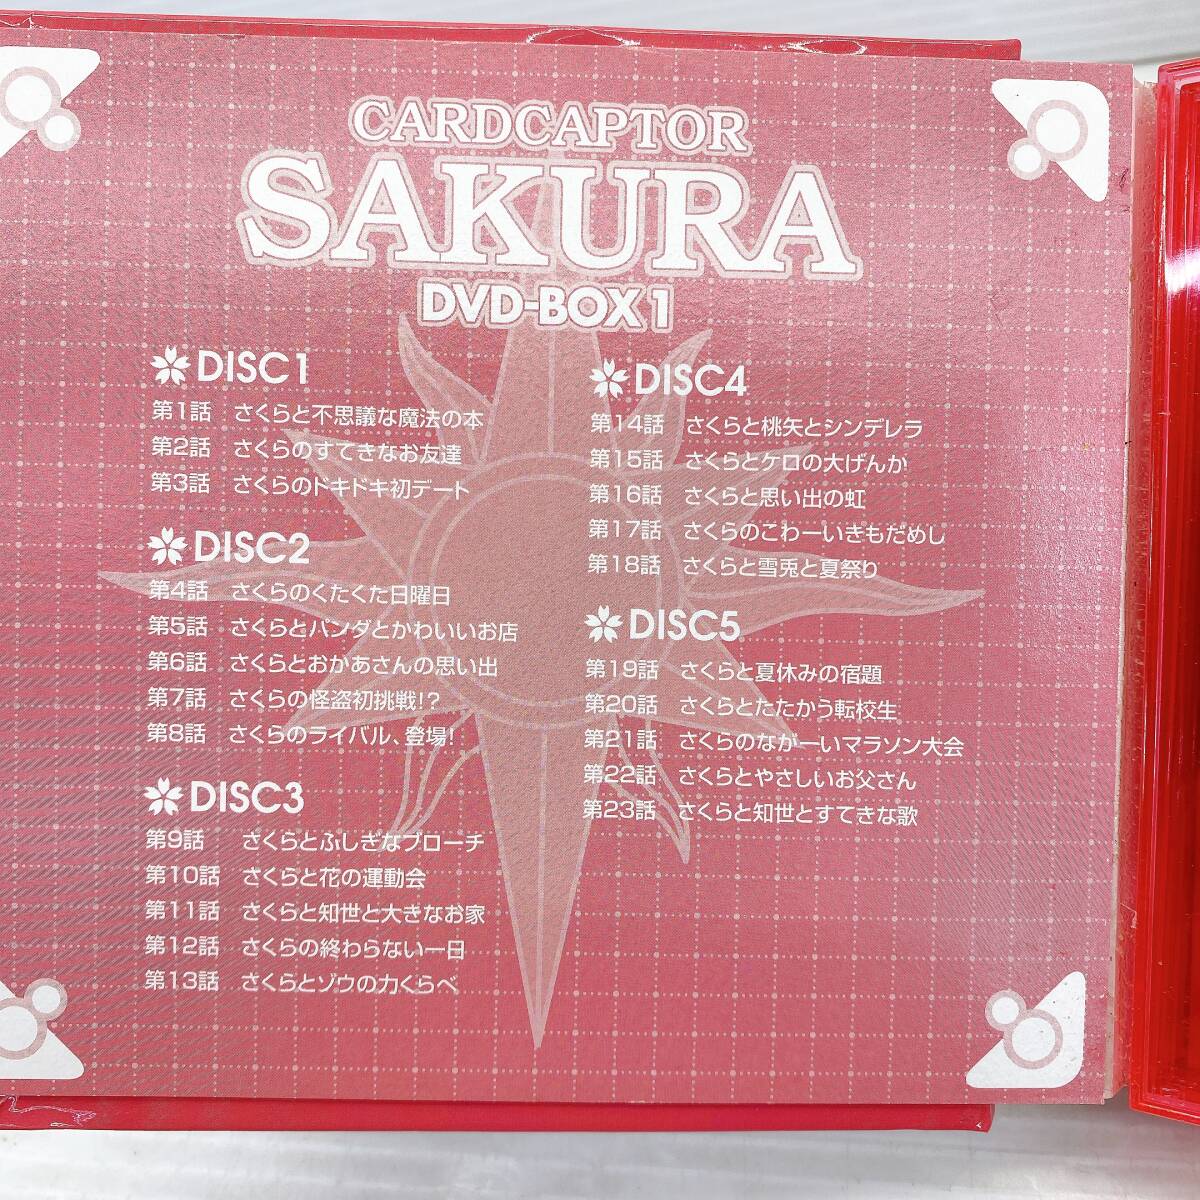 CARDCAPTOR
SAKURA
DVD-BOX 1
DISC1
第1話 さくらと不思議な魔法の本
第2話 さくらのすてきなお友達
第3話 さくらのドキドキ初デート
DISC2
第4話 さくらのくたくた日曜日
第5話 さくらとパンダとかわいいお店
第6話 さくらとおかあさんの思い出
第7話 さくらの怪盗初挑戦!?
第8話 さくらのライバル、登場!
DISC3
第9話 さくらとふしぎなブローチ
第10話 さくらと花の運動会
第11話 さくらと知世と大きなお家
第12話 さくらの終わらない一日
第13話 さくらとゾウの力くらべ
DISC4
第14話 さくらと桃矢とシンデレラ
第15話 さくらとケロの大げんか
第16話 さくらと思い出の虹
第17話 さくらのこわーいきもだめし
第18話 さくらと雪兎と夏祭り
DISC5
第19話 さくらと夏休みの宿題
第20話 さくらとたたかう転校生
第21話 さくらのながーいマラソン大会
第22話 さくらとやさしいお父さん
第23話 さくらと知世とすてきな歌